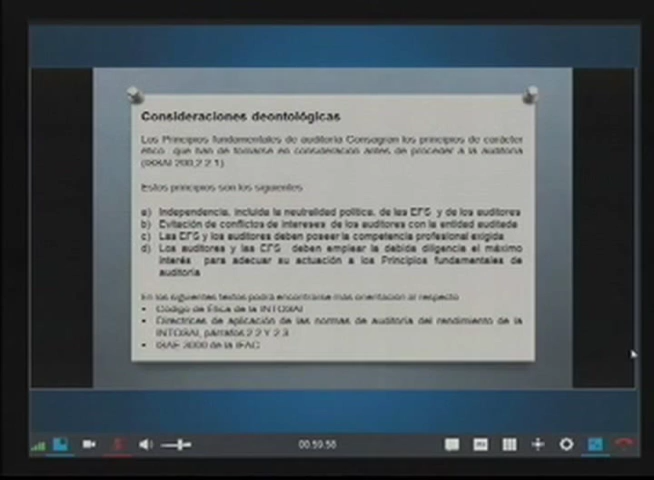 Consideraciones deontológicas
Los Principios fundamentales de auditoría Consagran los principios de carácter
ético que han de tomarse en consideración antes de proceder a la auditoría
(ISSAI 200,2.2.1)
Estos principios son los siguientes
a) Independencia, incluida la neutralidad política, de las EFS y de los auditores
b) Evitación de conflictos de intereses de los auditores con la entidad auditada
c) Las EFS y los auditores deben poseer la competencia profesional exigida
d) Los auditores y las EFS deben emplear la debida diligencia el máximo
interés para adecuar su actuación a los Principios fundamentales de
auditoría
En los siguientes textos podrá encontrarse más orientación al respecto
• Código de Ética de la INTOSAI
• Directrices de aplicación de las normas de auditoría del rendimiento de la
INTOSAI, párrafos 2.2 Y 2.3
• ISAE 3000 de la IFAC
00:59:58